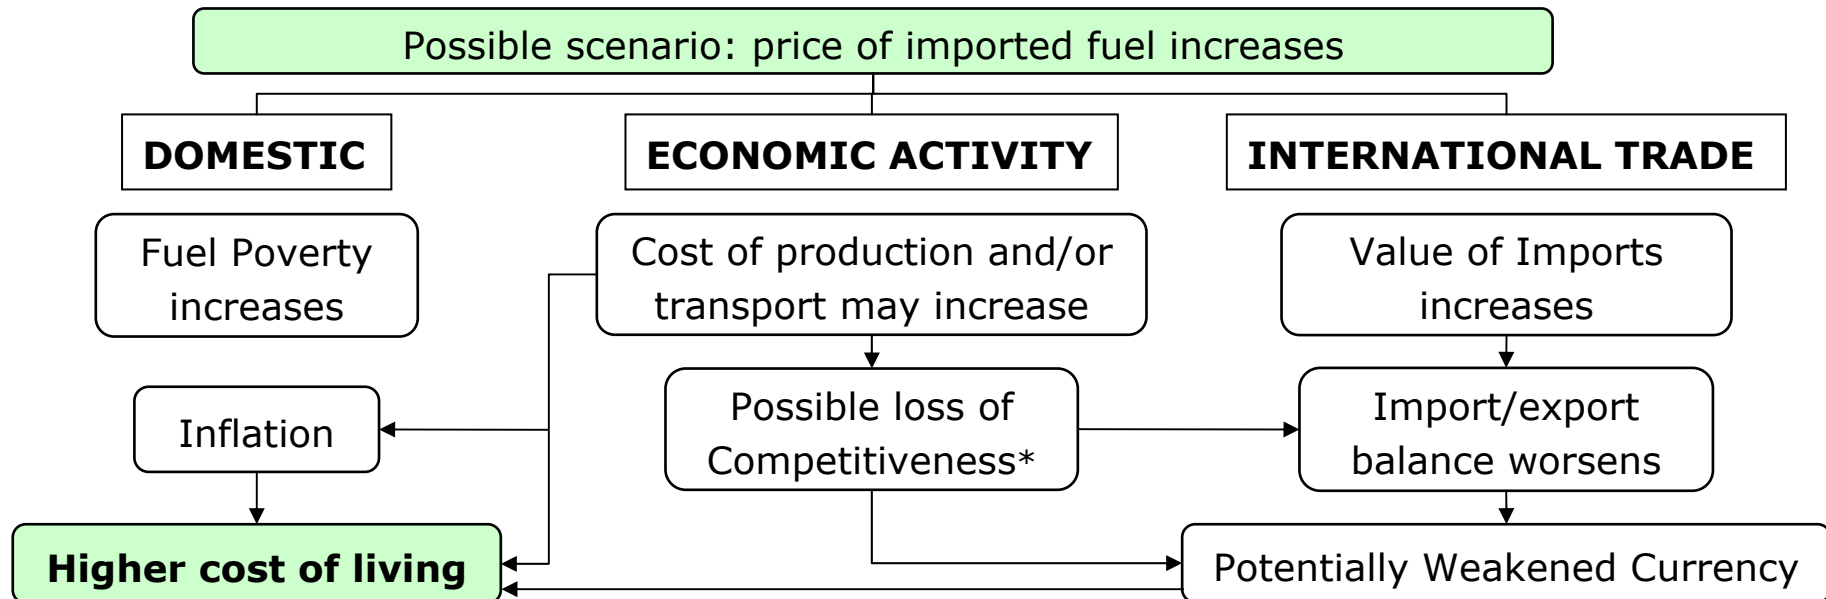 Possible scenario: price of imported fuel increases
DOMESTIC
ECONOMIC ACTIVITY
INTERNATIONAL TRADE
Fuel Poverty
increases
Cost of production and/or
transport may increase
Value of Imports
increases
Inflation
Possible loss of
Competitiveness*
Import/export
balance worsens
Higher cost of living
Potentially Weakened Currency